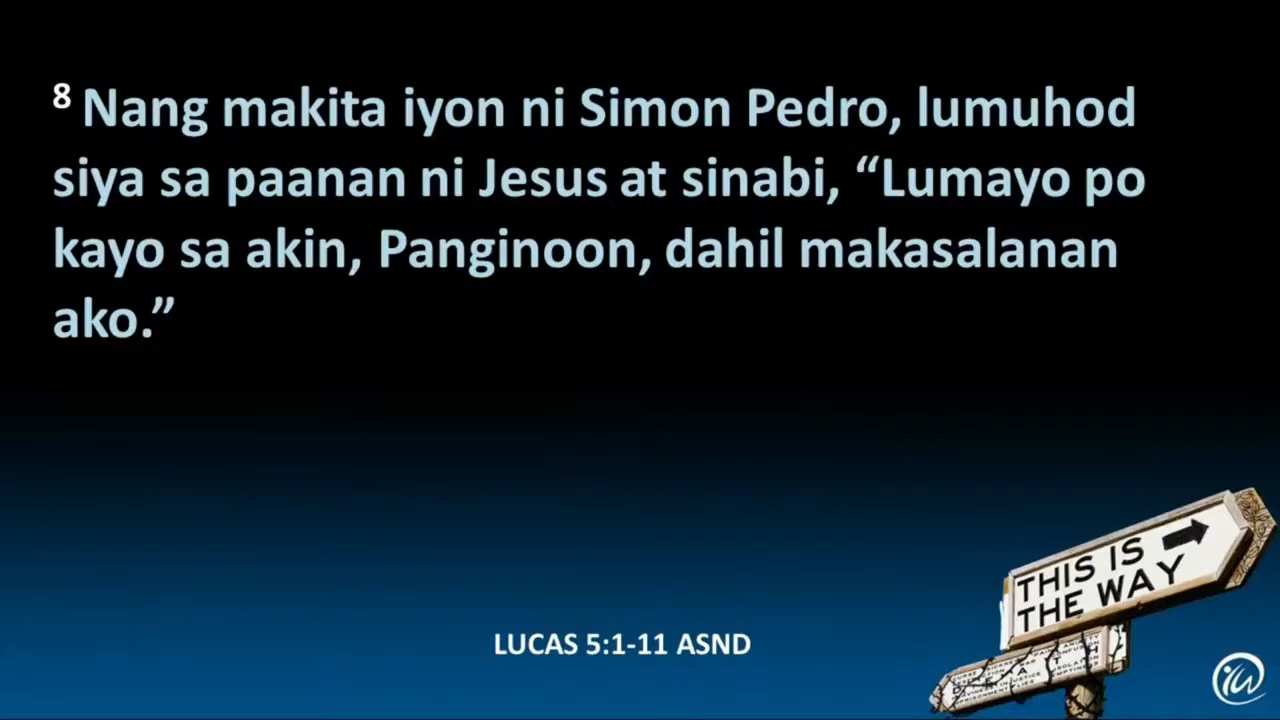 8 Nang makita iyon ni Simon Pedro, lumuhod
siya sa paanan ni Jesus at sinabi, “Lumayo po
kayo sa akin, Panginoon, dahil makasalanan
ako.”
THIS IS
THE WAY
DEATH
LUCAS 5:1-11 ASND